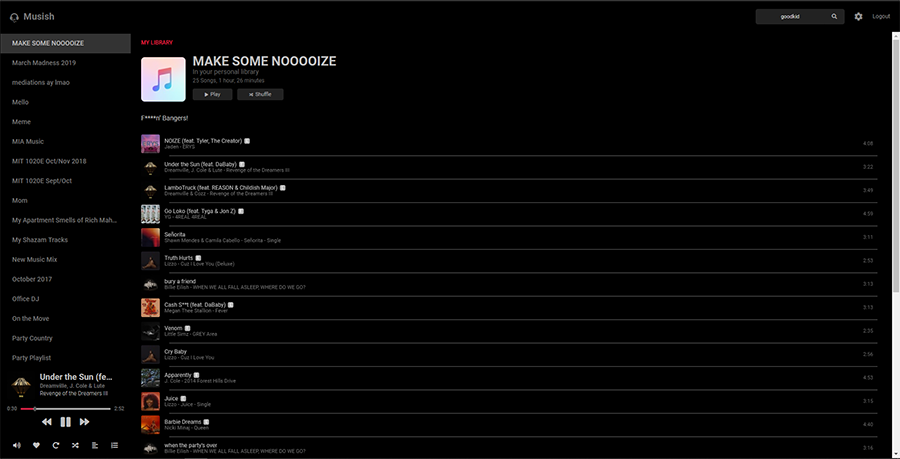 Musish
goodkid
Logout
MAKE SOME NOOOOIZE
March Madness 2019
mediations ay lmao
Mello
Meme
MIA Music
MIT 1020E Oct/Nov 2018
MIT 1020E Sept/Oct
Mom
My Apartment Smells of Rich Mah...
My Shazam Tracks
New Music Mix
October 2017
Office DJ
On the Move
Party Country
Party Playlist
Under the Sun (fe...
Dreamville, J. Cole & Lute
Revenge of the Dreamers III
0:30
2:52
MY LIBRARY
MAKE SOME NOOOOIZE
In your personal library
25 Songs, 1 hour, 26 minutes
Play
Shuffle
F****n' Bangers!
NOIZE (feat. Tyler, The Creator) E
Jaden - ERYS
4:08
Under the Sun (feat. DaBaby) E
Dreamville, J. Cole & Lute - Revenge of the Dreamers III
3:22
LamboTruck (feat. REASON & Childish Major) E
Dreamville & Cozz - Revenge of the Dreamers III
3:49
Go Loko (feat. Tyga & Jon Z) E
YG - 4REAL 4REAL
4:59
Señorita
Shawn Mendes & Camila Cabello - Señorita - Single
3:11
Truth Hurts E
Lizzo - Cuz I Love You (Deluxe)
2:53
bury a friend
Billie Eilish - WHEN WE ALL FALL ASLEEP, WHERE DO WE GO?
3:13
Cash S**t (feat. DaBaby) E
Megan Thee Stallion - Fever
3:13
Venom E
Little Simz - GREY Area
2:25
Cry Baby
Lizzo - Cuz I Love You
2:56
Apparently E
J. Cole - 2014 Forest Hills Drive
4:53
Juice E
Lizzo - Juice - Single
3:15
Barbie Dreams E
Nicki Minaj - Queen
4:40
when the party's over
Billie Eilish - WHEN WE ALL FALL ASLEEP, WHERE DO WE GO?
3:16